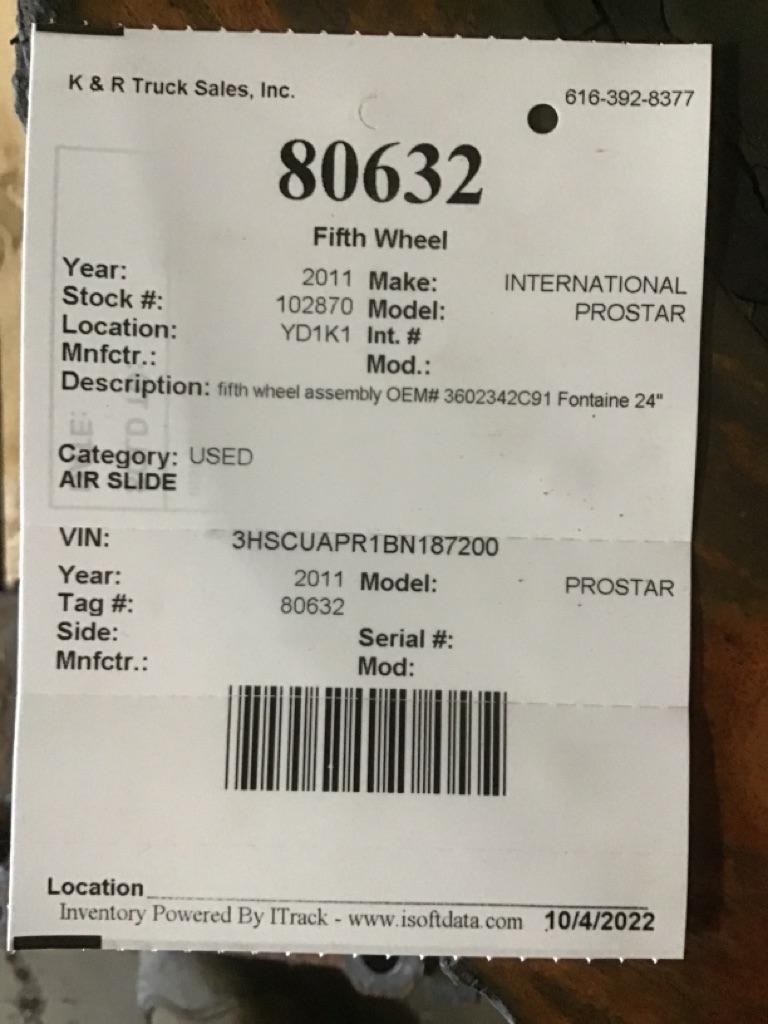 K & R Truck Sales, Inc. 616-392-8377
80632
Fifth Wheel
Year: 2011 Make: INTERNATIONAL
Stock #: 102870 Model: PROSTAR
Location: YD1K1 Int. #
Mnfctr.: Mod.:
Description: fifth wheel assembly OEM# 3602342C91 Fontaine 24"
Category: USED
AIR SLIDE
VIN: 3HSCUAPR1BN187200
Year: 2011 Model: PROSTAR
Tag #: 80632
Side: Serial #:
Mnfctr.: Mod:
Location
Inventory Powered By ITrack - www.isoftdata.com 10/4/2022